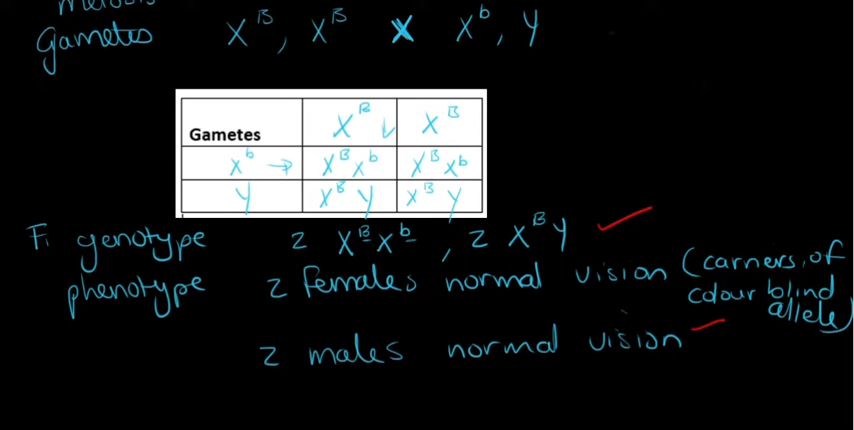 meiosis
Gametes X^B, X^B X X^b, Y
Gametes X^B ↓ X^B
X^b → X^B X^b X^B X^b
Y X^B Y X^B Y
F₁ genotype 2 X^B X^b, 2 X^B Y
phenotype 2 females normal vision (carriers of
colour blind
allele)
2 males normal vision